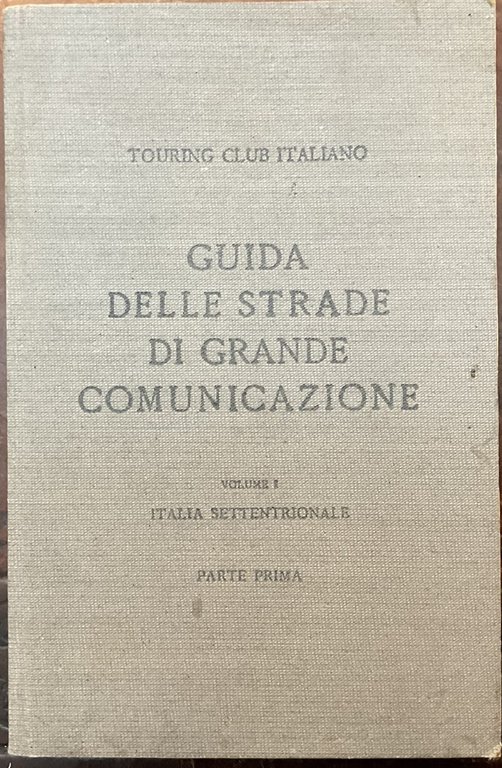 TOURING CLUB ITALIANO
GUIDA
DELLE STRADE
DI GRANDE
COMUNICAZIONE
VOLUME I
ITALIA SETTENTRIONALE
PARTE PRIMA